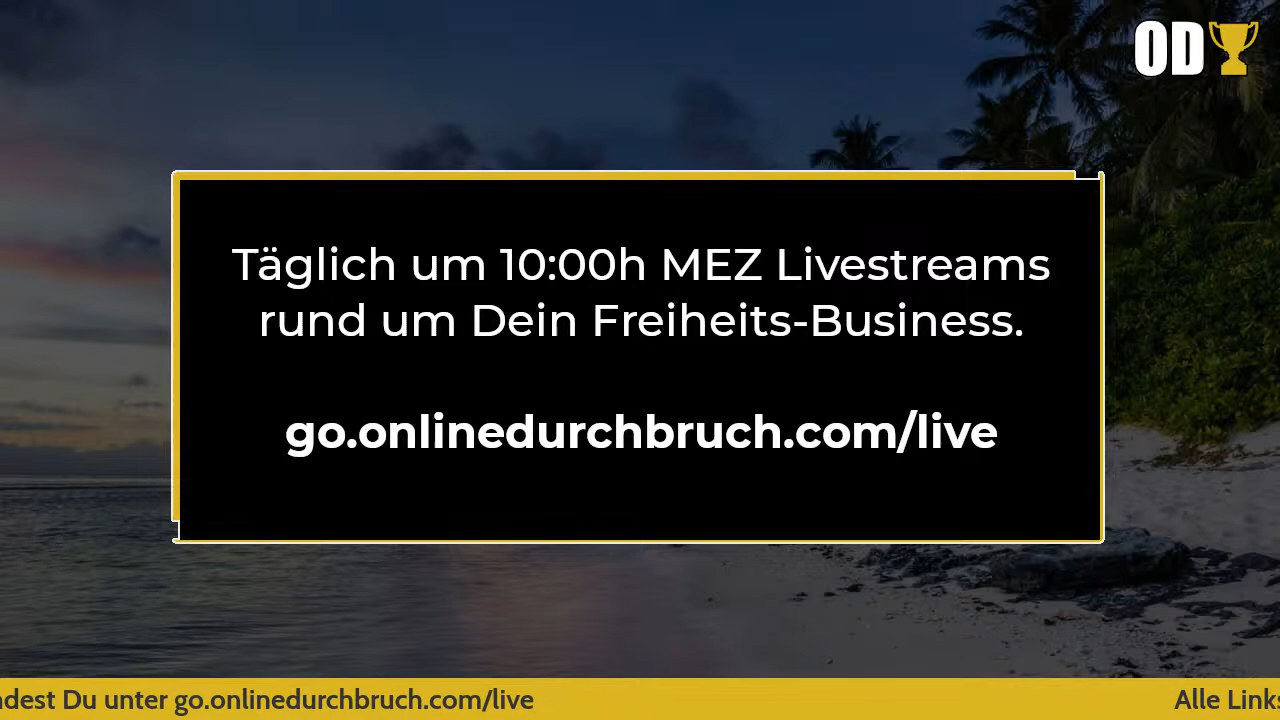 OD
Täglich um 10:00h MEZ Livestreams
rund um Dein Freiheits-Business.
go.onlinedurchbruch.com/live
Du unter go.onlinedurchbruch.com/live
Alle